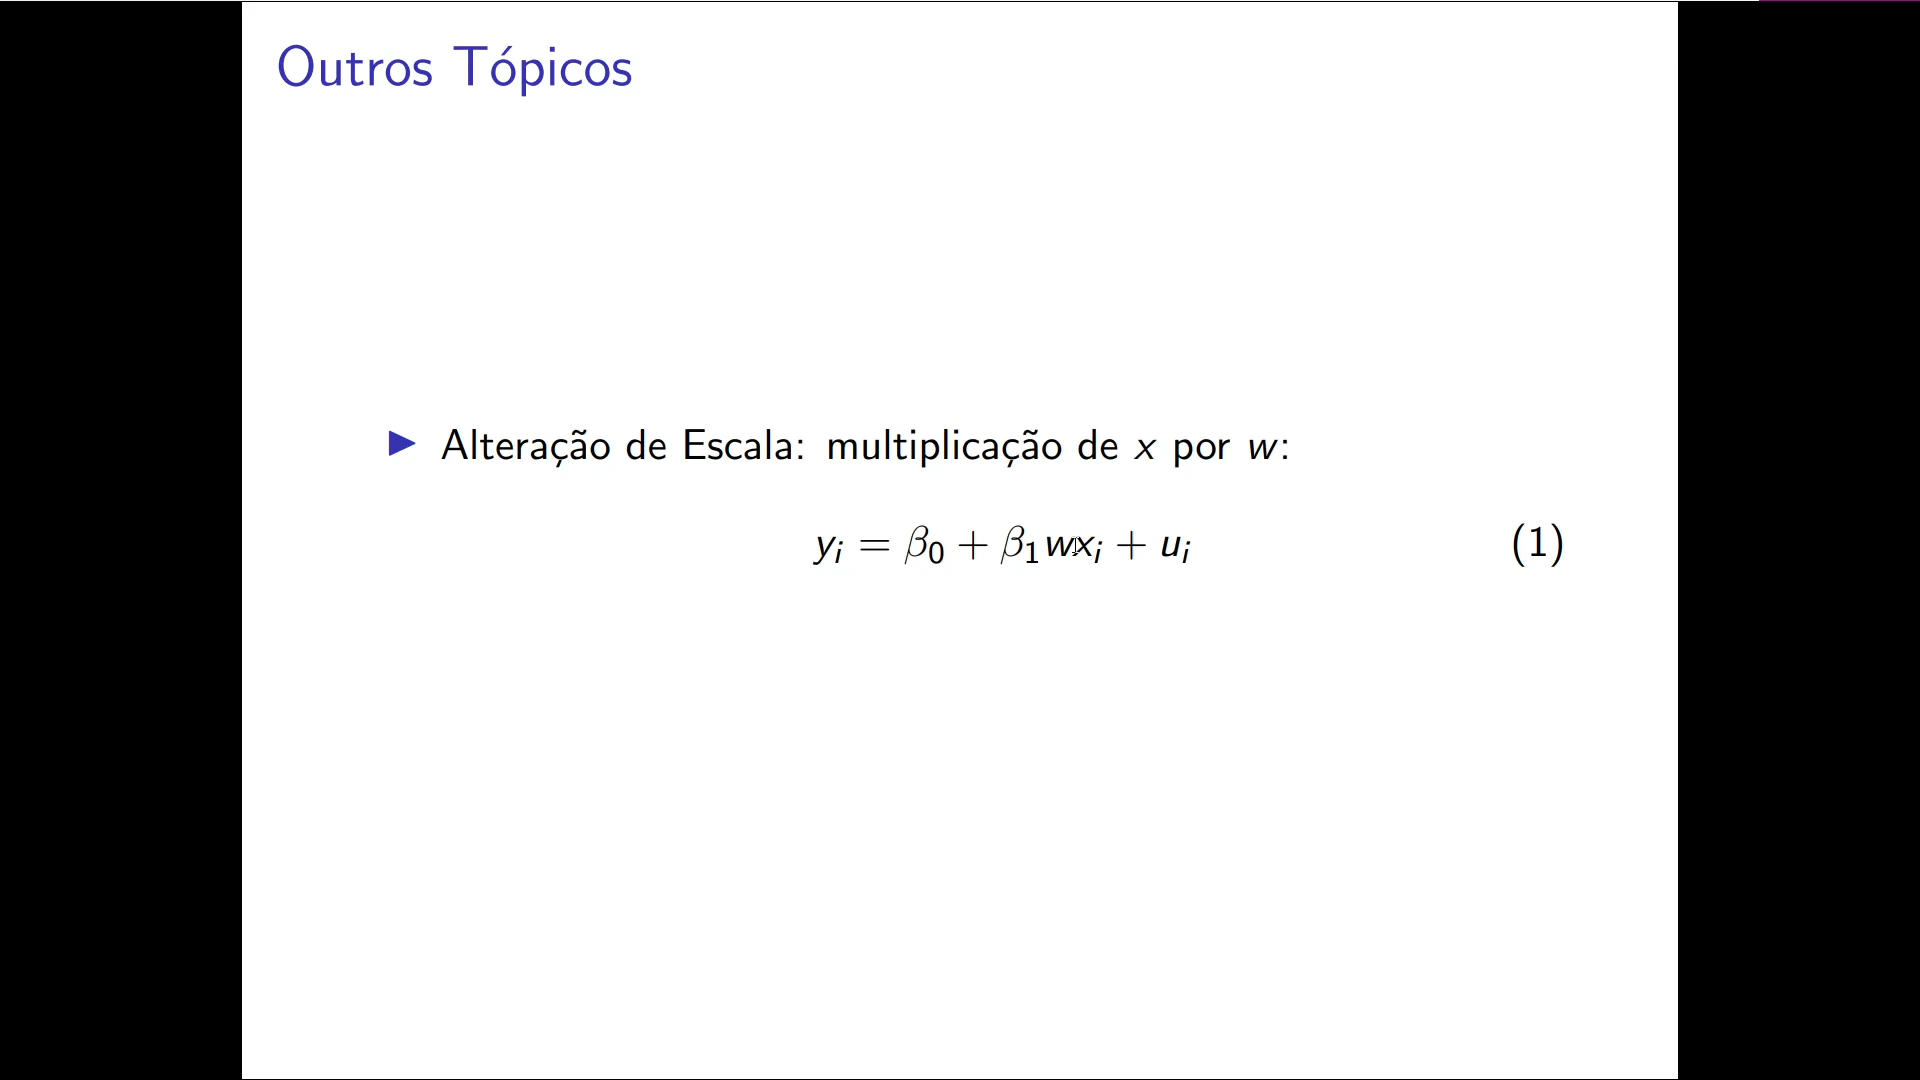 Outros Tópicos
▶ Alteração de Escala: multiplicação de x por w:
yᵢ = β₀ + β₁wxᵢ + uᵢ (1)